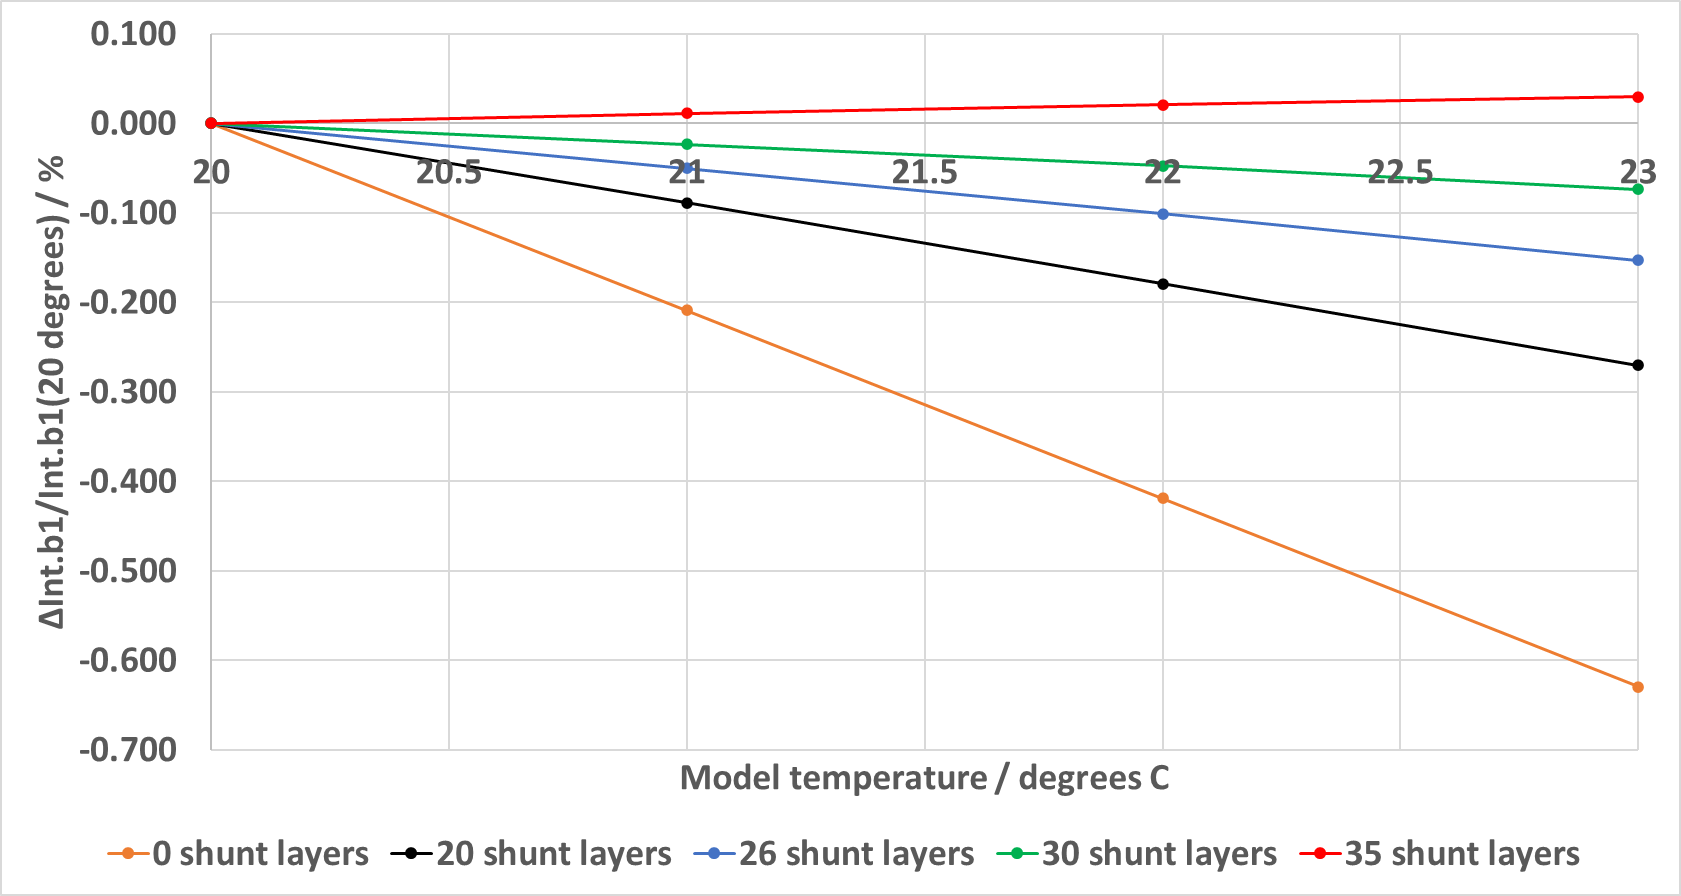 0.100
0.000
-0.100
-0.200
-0.300
-0.400
-0.500
-0.600
-0.700
ΔInt.b1/Int.b1(20 degrees) / %
20 20.5 21 21.5 22 22.5 23
Model temperature / degrees C
0 shunt layers 20 shunt layers 26 shunt layers 30 shunt layers 35 shunt layers